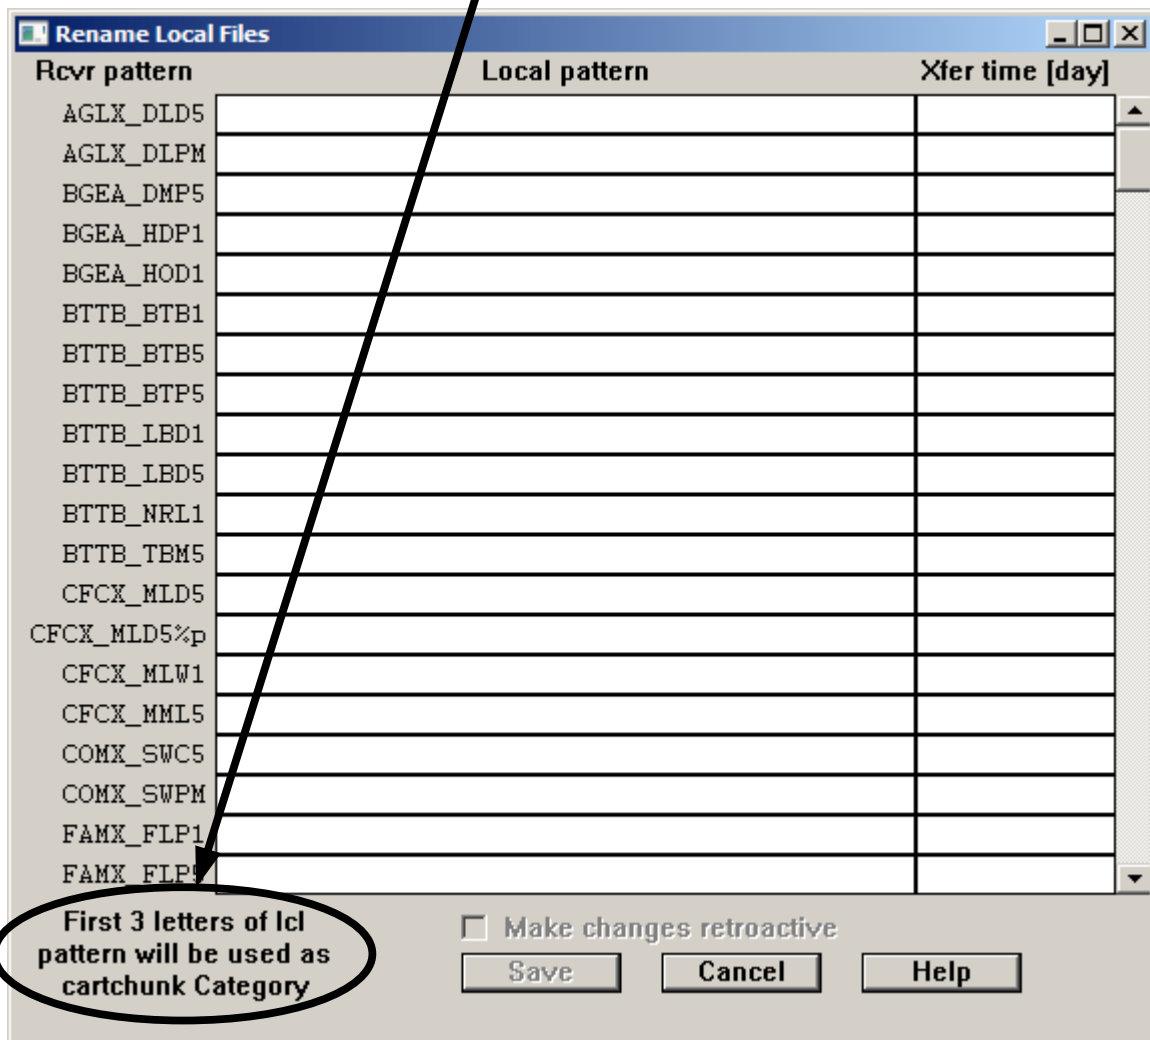 Rename Local Files
Rcvr pattern Local pattern Xfer time [day]
AGLX_DLD5
AGLX_DLPM
BGEA_DMP5
BGEA_HDP1
BGEA_HOD1
BTTB_BTB1
BTTB_BTB5
BTTB_BTP5
BTTB_LBD1
BTTB_LBD5
BTTB_NRL1
BTTB_TBM5
CFCX_MLD5
CFCX_MLD5%p
CFCX_MLW1
CFCX_MML5
COMX_SWC5
COMX_SWPM
FAMX_FLP1
FAMX_FLP5
First 3 letters of lcl
pattern will be used as
cartchunk Category
Make changes retroactive
Save Cancel Help